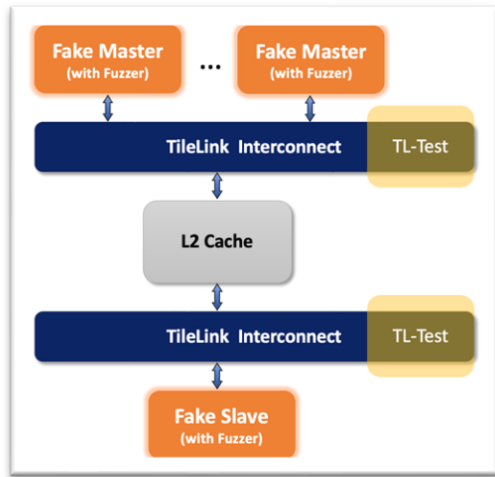 Fake Master
(with Fuzzer)
...
Fake Master
(with Fuzzer)
TileLink Interconnect
TL-Test
L2 Cache
TileLink Interconnect
TL-Test
Fake Slave
(with Fuzzer)